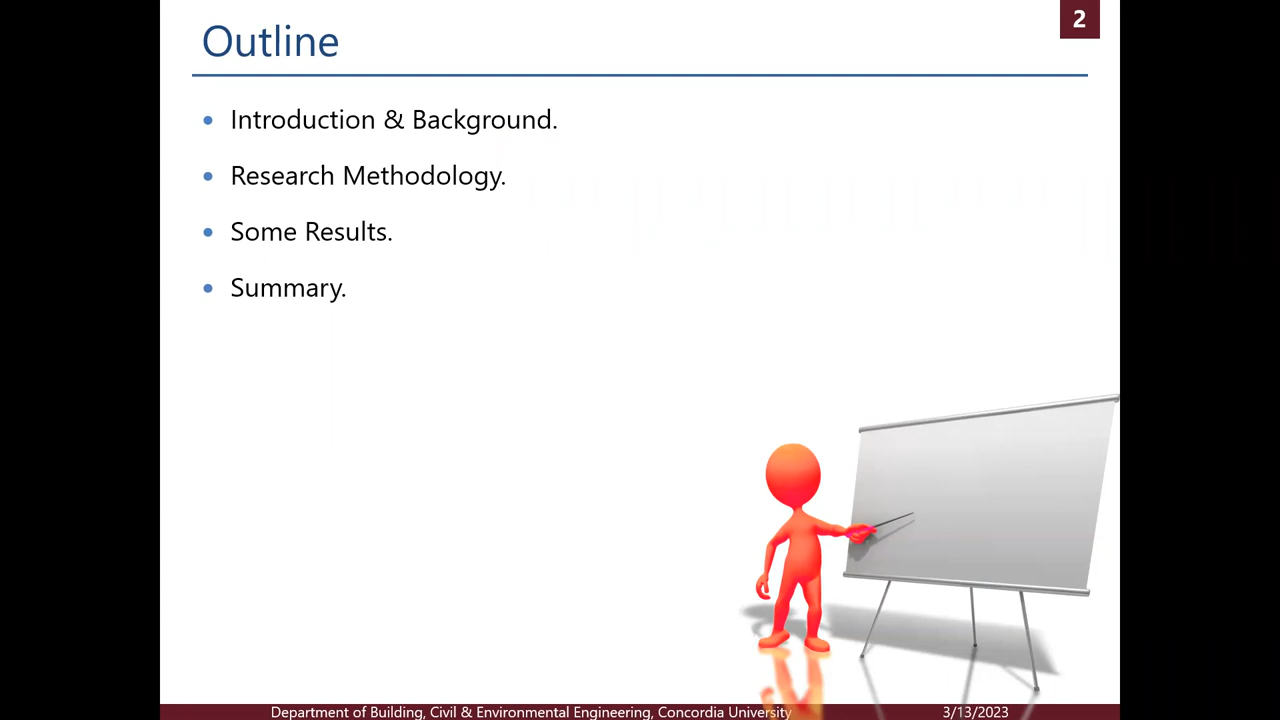 Outline
2
• Introduction & Background.
• Research Methodology.
• Some Results.
• Summary.
Department of Building, Civil & Environmental Engineering, Concordia University
3/13/2023